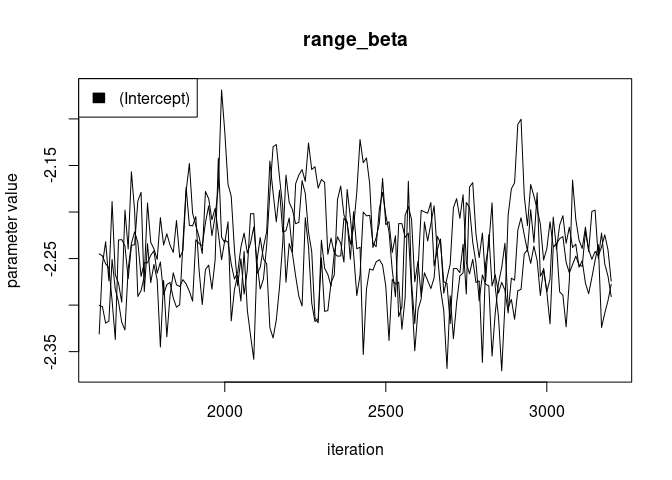 range_beta
(Intercept)
parameter value
-2.15
-2.25
-2.35
2000
2500
3000
iteration